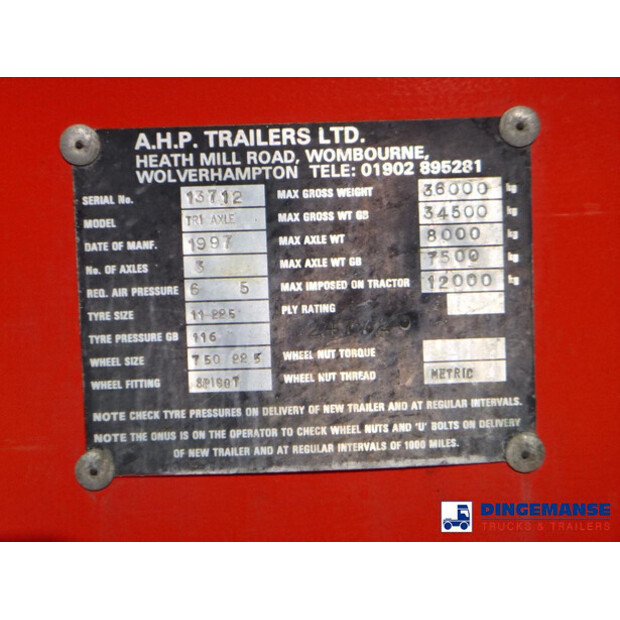 A.H.P. TRAILERS LTD.
HEATH MILL ROAD, WOMBOURNE,
WOLVERHAMPTON TELE: 01902 895281
SERIAL No. 13712 MAX GROSS WEIGHT 36000 kg
MODEL TRI AXLE MAX GROSS WT GB 34500 kg
DATE OF MANF. 1997 MAX AXLE WT 8000 kg
No. OF AXLES 3 MAX AXLE WT GB 7500 kg
REQ. AIR PRESSURE 6 5 MAX IMPOSED ON TRACTOR 12000 kg
TYRE SIZE 11 225 PLY RATING
TYRE PRESSURE GB 116
WHEEL SIZE 750 22 5 WHEEL NUT TORQUE
WHEEL FITTING WHEEL NUT THREAD METRIC
NOTE CHECK TYRE PRESSURES ON DELIVERY OF NEW TRAILER AND AT REGULAR INTERVALS.
NOTE THE ONUS IS ON THE OPERATOR TO CHECK WHEEL NUTS AND 'U' BOLTS ON DELIVERY
OF NEW TRAILER AND AT REGULAR INTERVALS OF 1000 MILES.
DINGEMANSE
TRUCKS & TRAILERS